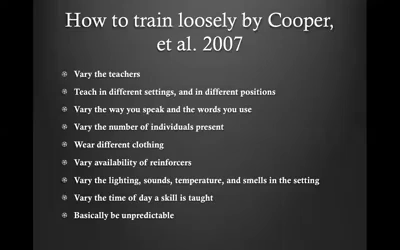 How to train loosely by Cooper,
et al. 2007
Vary the teachers
Teach in different settings, and in different positions
Vary the way you speak and the words you use
Vary the number of individuals present
Wear different clothing
Vary availability of reinforcers
Vary the lighting, sounds, temperature, and smells in the setting
Vary the time of day a skill is taught
Basically be unpredictable